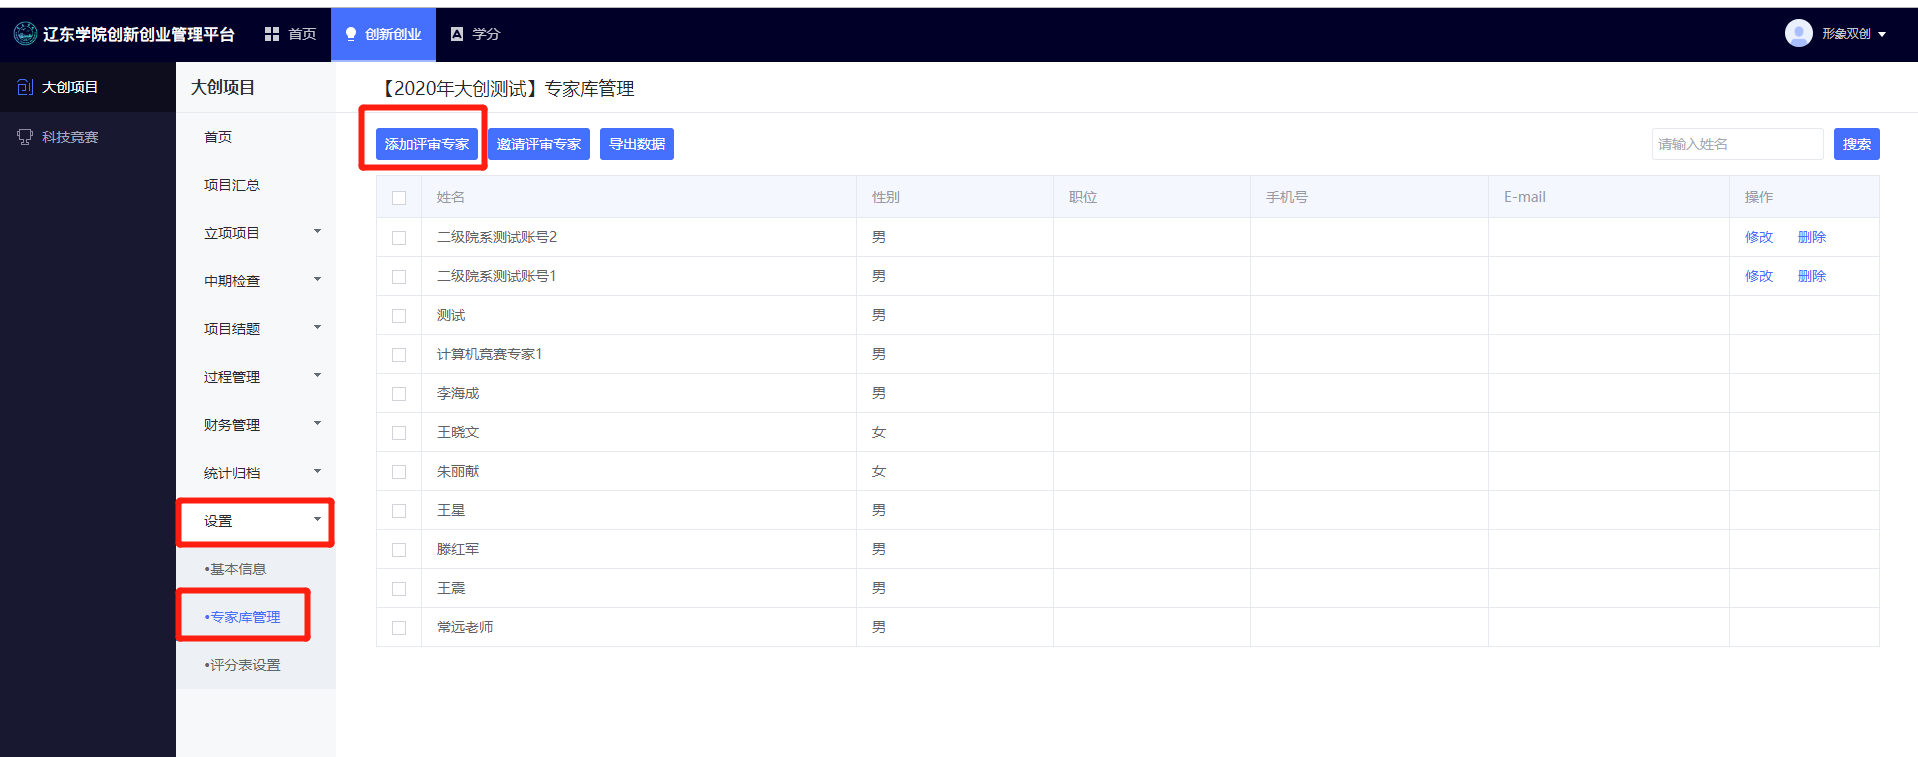 辽东学院创新创业管理平台 首页 创新创业 学分 形象双创
大创项目
科技竞赛
大创项目
首页
项目汇总
立项项目
中期检查
项目结题
过程管理
财务管理
统计归档
设置
•基本信息
•专家库管理
•评分表设置
【2020年大创测试】专家库管理
添加评审专家 邀请评审专家 导出数据 请输入姓名 搜索
姓名 性别 职位 手机号 E-mail 操作
二级院系测试账号2 男 修改 删除
二级院系测试账号1 男 修改 删除
测试 男
计算机竞赛专家1 男
李海成 男
王晓文 女
朱丽献 女
王星 男
滕红军 男
王震 男
常远老师 男